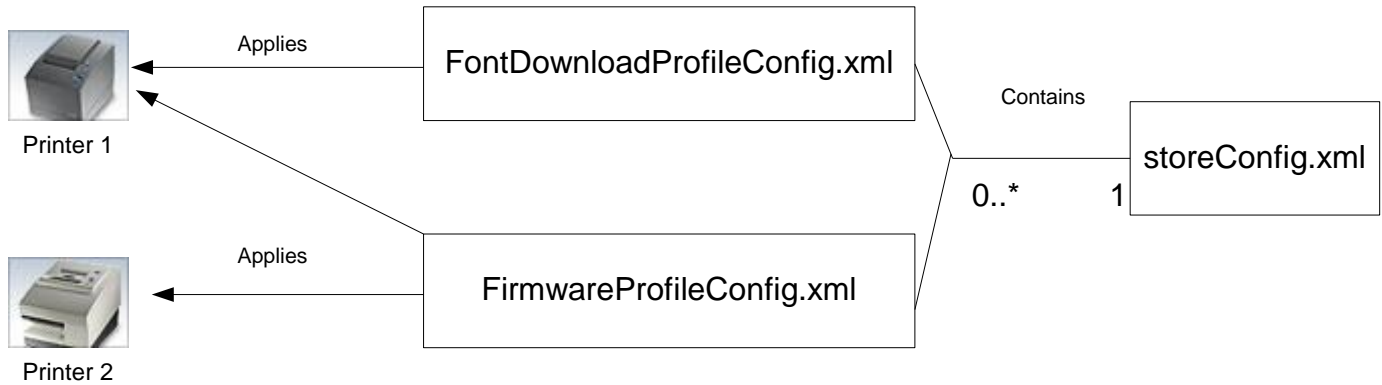 Applies
FontDownloadProfileConfig.xml
Contains
Printer 1
storeConfig.xml
0..*
1
Applies
FirmwareProfileConfig.xml
Printer 2